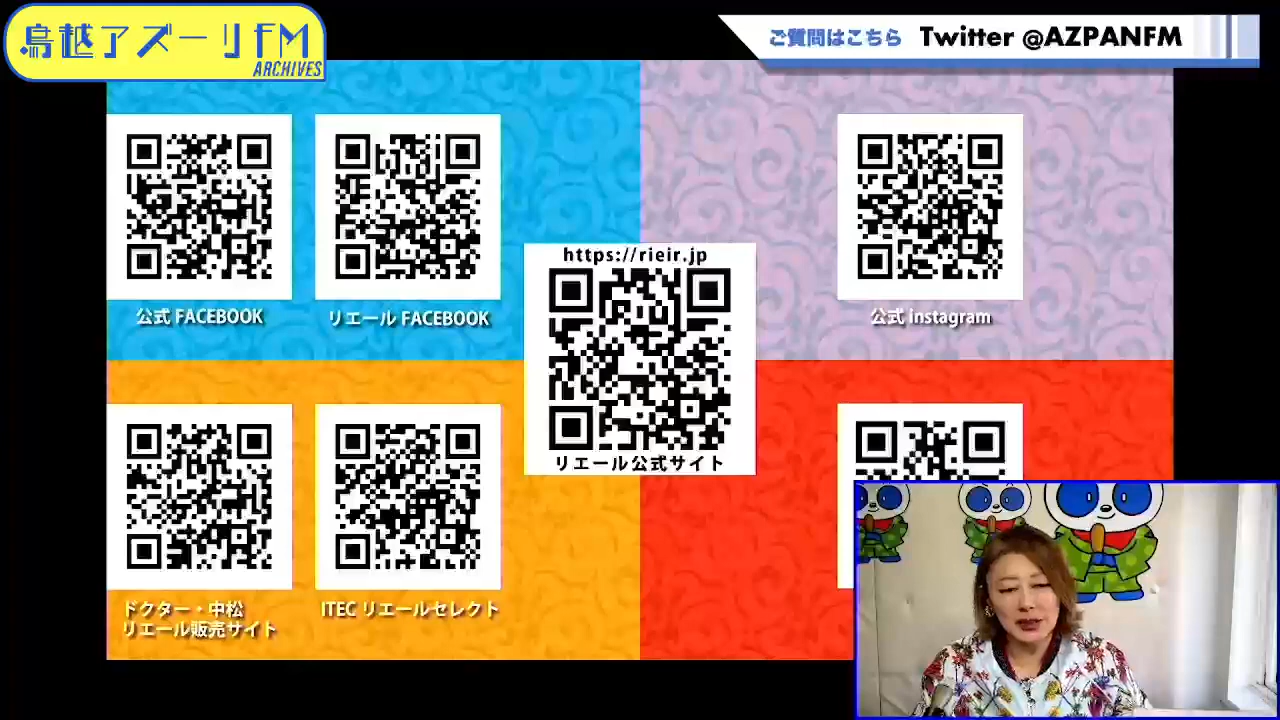 鳥越アズーリFM
ARCHIVES
ご質問はこちら Twitter @AZPANFM
公式 FACEBOOK
リエール FACEBOOK
https://rieir.jp
リエール公式サイト
公式 instagram
ドクター・中松
リエール販売サイト
ITEC リエールセレクト